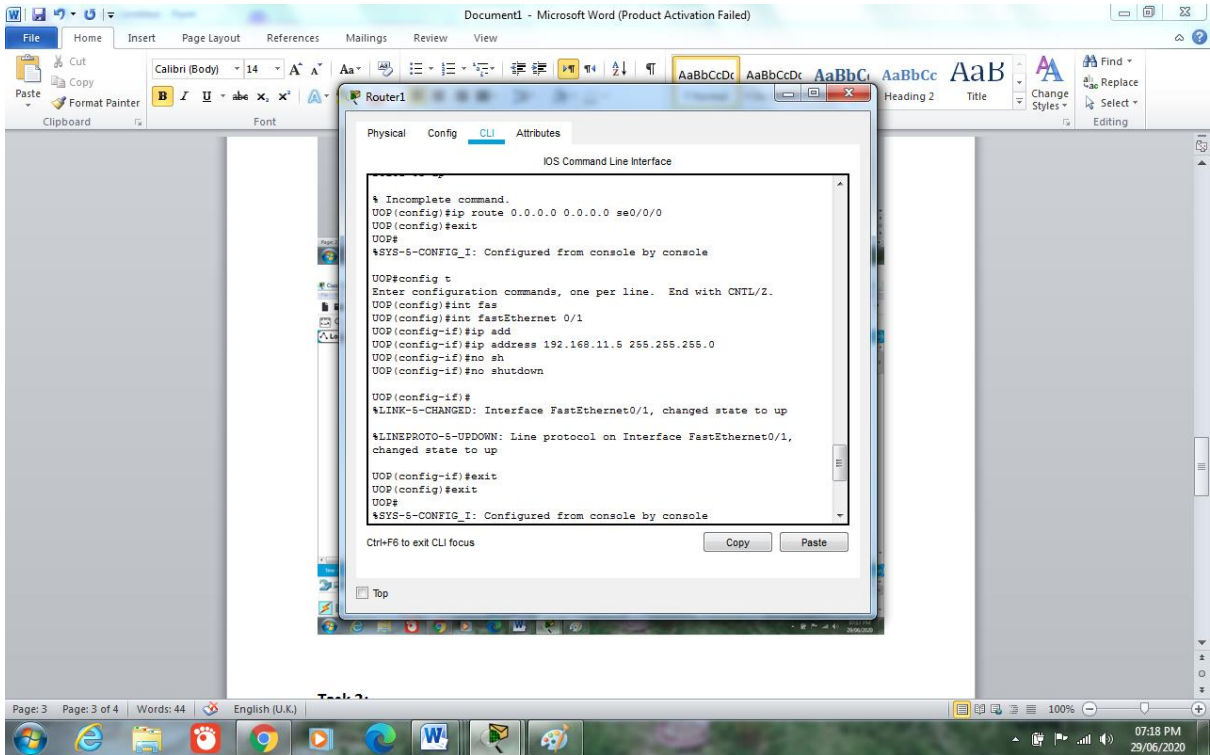 Document1 - Microsoft Word (Product Activation Failed)
File Home Insert Page Layout References Mailings Review View
Cut
Copy
Format Painter
Paste
Clipboard
Calibri (Body) 14
Font
AaBbCcDc AaBbCcDc AaBbC AaBbCc AaB
Heading 2 Title
Change Styles
Find
Replace
Select
Editing
Router1
Physical Config CLI Attributes
IOS Command Line Interface
% Incomplete command.
UOP(config)#ip route 0.0.0.0 0.0.0.0 se0/0/0
UOP(config)#exit
UOP#
%SYS-5-CONFIG_I: Configured from console by console
UOP#config t
Enter configuration commands, one per line. End with CNTL/Z.
UOP(config)#int fas
UOP(config)#int fastEthernet 0/1
UOP(config-if)#ip add
UOP(config-if)#ip address 192.168.11.5 255.255.255.0
UOP(config-if)#no sh
UOP(config-if)#no shutdown
UOP(config-if)#
%LINK-5-CHANGED: Interface FastEthernet0/1, changed state to up
%LINEPROTO-5-UPDOWN: Line protocol on Interface FastEthernet0/1,
changed state to up
UOP(config-if)#exit
UOP(config)#exit
UOP#
%SYS-5-CONFIG_I: Configured from console by console
Ctrl+F6 to exit CLI focus
Copy Paste
Top
Page: 3 Page: 3 of 4 Words: 44 English (U.K.) 100%
07:18 PM
29/06/2020